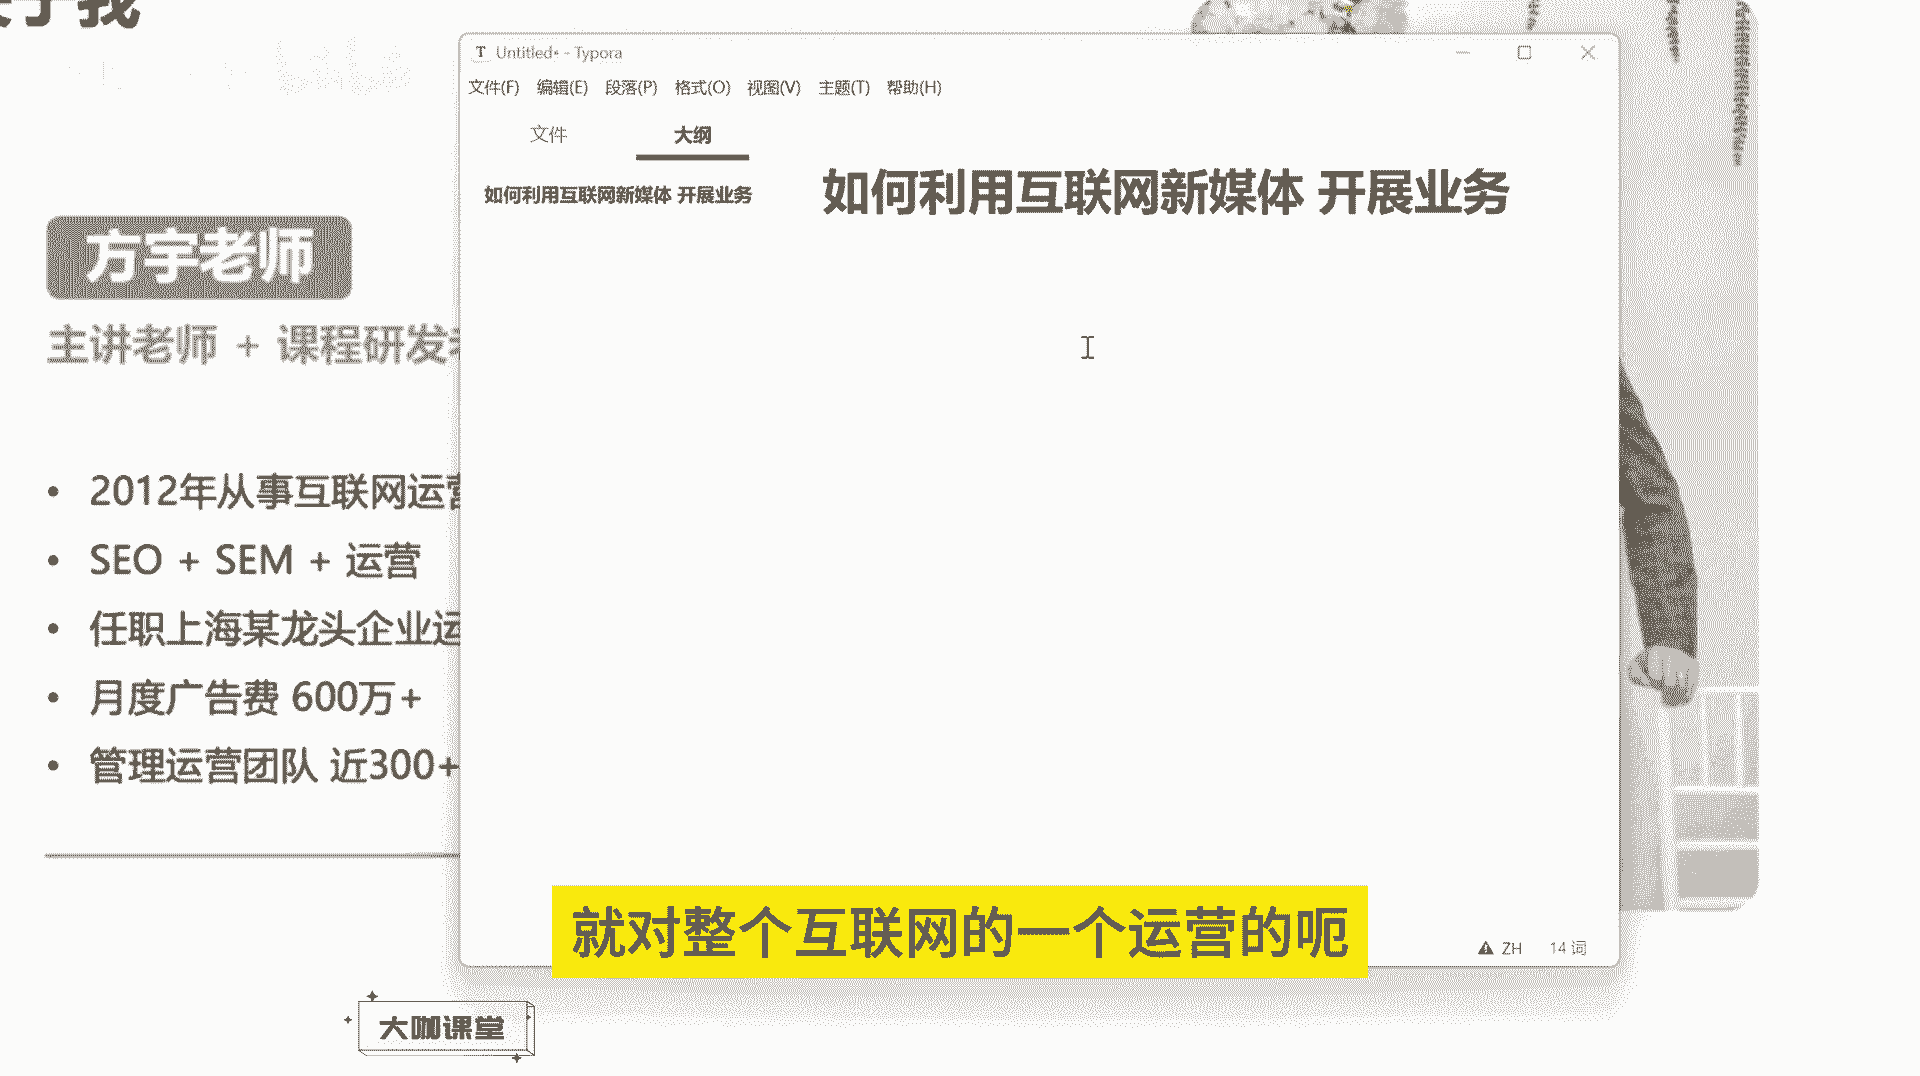 关于我
Untitled• - Typora
文件(F) 编辑(E) 段落(P) 格式(O) 视图(V) 主题(T) 帮助(H)
文件 大纲
如何利用互联网新媒体 开展业务
如何利用互联网新媒体 开展业务
方宇老师
主讲老师 + 课程研发
• 2012年从事互联网运营
• SEO + SEM + 运营
• 任职上海某龙头企业运
• 月度广告费 600万+
• 管理运营团队 近300+
就对整个互联网的一个运营的呃
ZH 14 词
大咖课堂